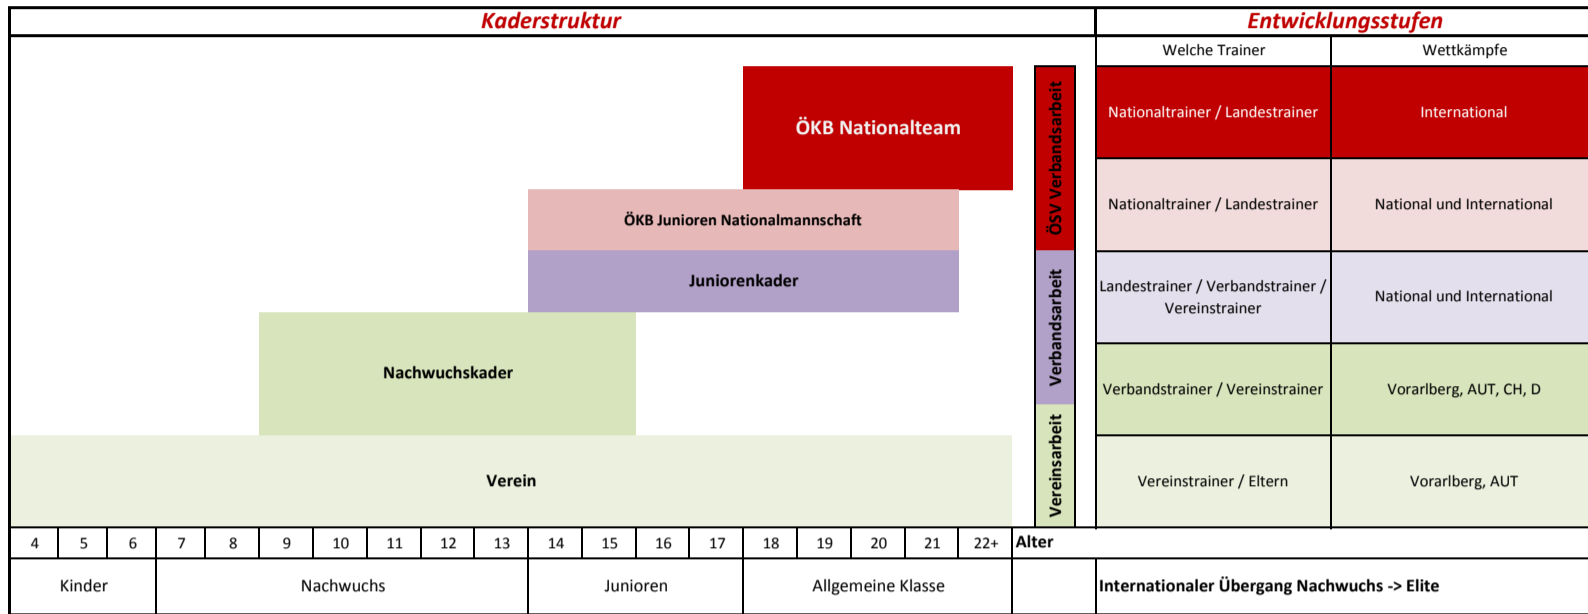 Kaderstruktur
Entwicklungsstufen
Welche Trainer
Wettkämpfe
ÖKB Nationalteam
ÖSV Verbandsarbeit
Nationaltrainer / Landestrainer
International
ÖKB Junioren Nationalmannschaft
Nationaltrainer / Landestrainer
National und International
Juniorenkader
Verbandsarbeit
Landestrainer / Verbandstrainer /
Vereinstrainer
National und International
Nachwuchskader
Verbandstrainer / Vereinstrainer
Vorarlberg, AUT, CH, D
Verein
Vereinsarbeit
Vereinstrainer / Eltern
Vorarlberg, AUT
4 5 6 7 8 9 10 11 12 13 14 15 16 17 18 19 20 21 22+ Alter
Kinder Nachwuchs Junioren Allgemeine Klasse Internationaler Übergang Nachwuchs -> Elite